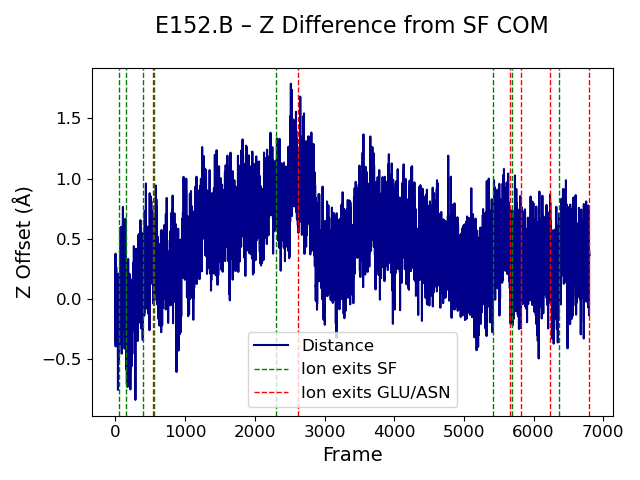 E152.B – Z Difference from SF COM
Z Offset (Å)
1.5
1.0
0.5
0.0
−0.5
Distance
Ion exits SF
Ion exits GLU/ASN
0 1000 2000 3000 4000 5000 6000 7000
Frame